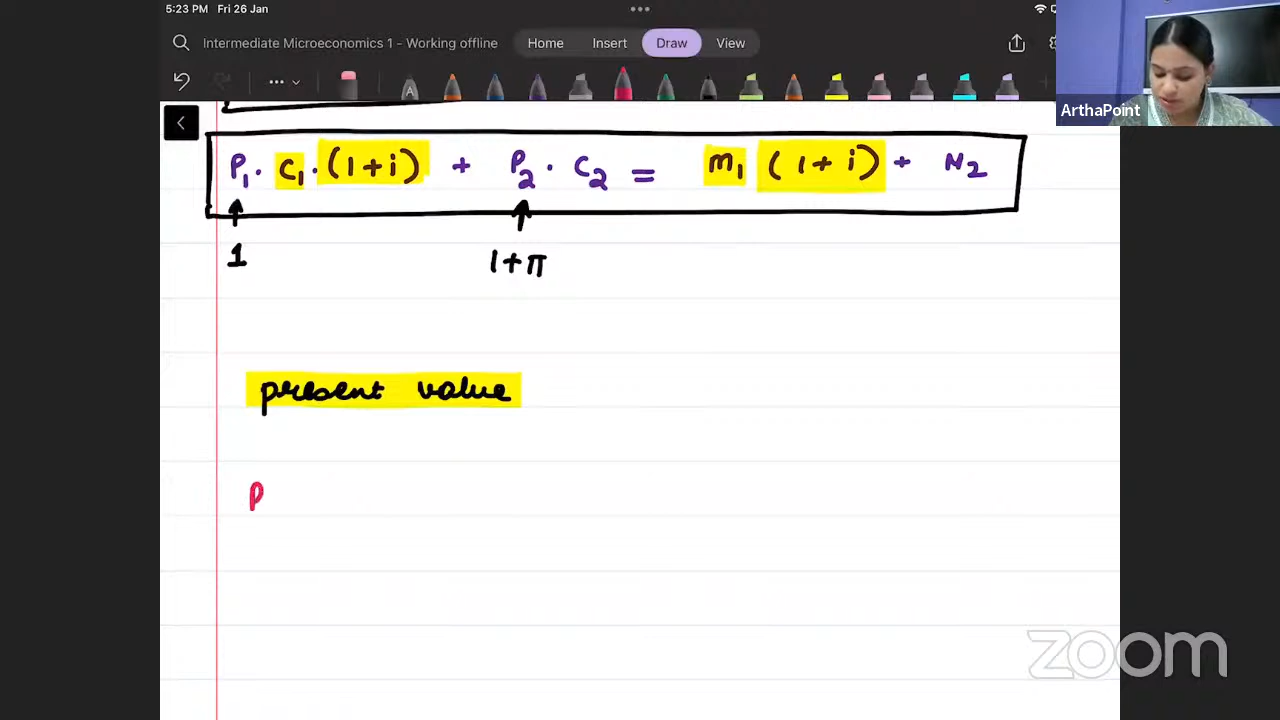 5:23 PM Fri 26 Jan
Intermediate Microeconomics 1 - Working offline Home Insert Draw View
A
ArthaPoint
P₁ · C₁ · (1+i) + P₂ · C₂ = m₁ (1+i) + M₂
1 1+π
present value
P
zoom